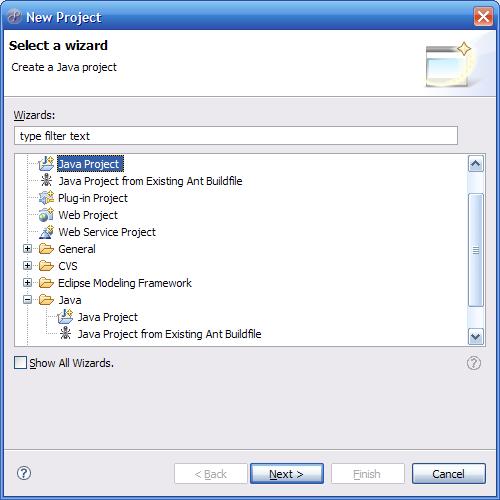 New Project
Select a wizard
Create a Java project
Wizards:
type filter text
Java Project
Java Project from Existing Ant Buildfile
Plug-in Project
Web Project
Web Service Project
General
CVS
Eclipse Modeling Framework
Java
Java Project
Java Project from Existing Ant Buildfile
Show All Wizards.
?
? < Back Next > Finish Cancel